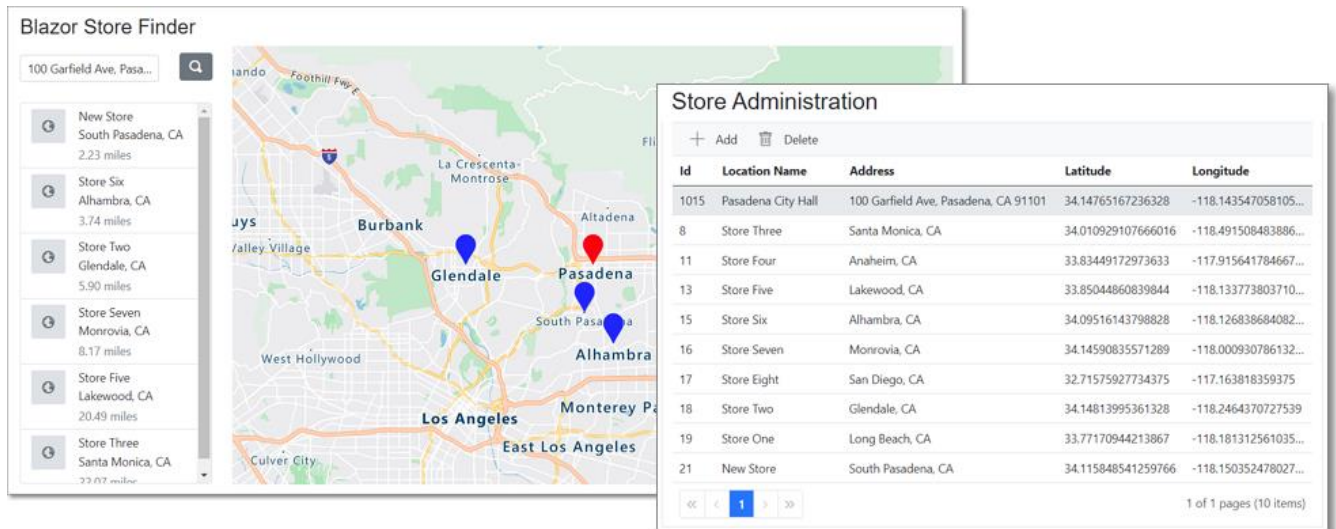 Blazor Store Finder
100 Garfield Ave, Pasa...
New Store
South Pasadena, CA
2.23 miles
Store Six
Alhambra, CA
3.74 miles
Store Two
Glendale, CA
5.90 miles
Store Seven
Monrovia, CA
8.17 miles
Store Five
Lakewood, CA
20.49 miles
Store Three
Santa Monica, CA
22.07 miles
ando
Foothill Fwy
5
La Crescenta-
Montrose
Altadena
uys
Burbank
Valley Village
Glendale
Pasadena
South Pasa
na
West Hollywood
Alhambra
Los Angeles
Monterey Pa
East Los Angeles
Culver City
Store Administration
Add Delete
Id Location Name Address Latitude Longitude
1015 Pasadena City Hall 100 Garfield Ave, Pasadena, CA 91101 34.14765167236328 -118.143547058105...
8 Store Three Santa Monica, CA 34.010929107666016 -118.491508483886...
11 Store Four Anaheim, CA 33.83449172973633 -117.915641784667...
13 Store Five Lakewood, CA 33.85044860839844 -118.133773803710...
15 Store Six Alhambra, CA 34.09516143798828 -118.126838684082...
16 Store Seven Monrovia, CA 34.14590835571289 -118.000930786132...
17 Store Eight San Diego, CA 32.71575927734375 -117.163818359375
18 Store Two Glendale, CA 34.14813995361328 -118.2464370727539
19 Store One Long Beach, CA 33.77170944213867 -118.181312561035...
21 New Store South Pasadena, CA 34.115848541259766 -118.150352478027...
1
1 of 1 pages (10 items)